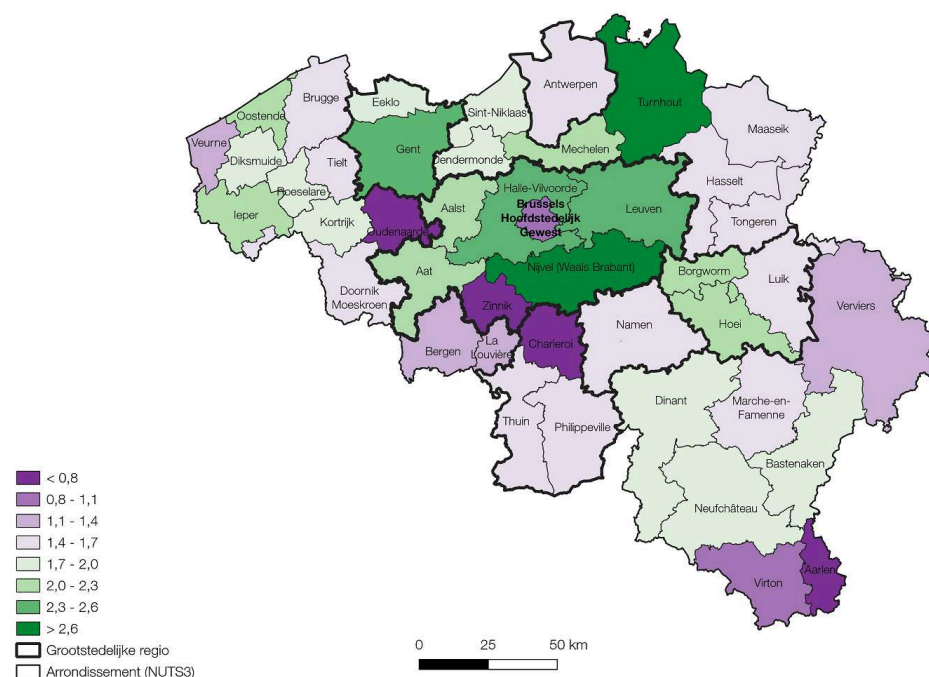 Antwerpen
Turnhout
Brugge
Eeklo
Sint-Niklaas
Oostende
Maaseik
Veurne
Gent
Mechelen
Diksmuide
Tielt
Dendermonde
Hasselt
Roeselare
Halle-Vilvoorde
Brussels
Hoofdstedelijk
Gewest
Leuven
Ieper
Kortrijk
Oudenaarde
Aalst
Tongeren
Aat
Nijvel (Waals Brabant)
Borgworm
Luik
Doornik
Moeskroen
Zinnik
Verviers
Hoei
Bergen
La
Louvière
Charleroi
Namen
Dinant
Marche-en-
Famenne
Thuin
Philippeville
Bastenaken
Neufchâteau
Virton
Aarlen
< 0,8
0,8 - 1,1
1,1 - 1,4
1,4 - 1,7
1,7 - 2,0
2,0 - 2,3
2,3 - 2,6
> 2,6
Grootstedelijke regio
Arrondissement (NUTS3)
0 25 50 km